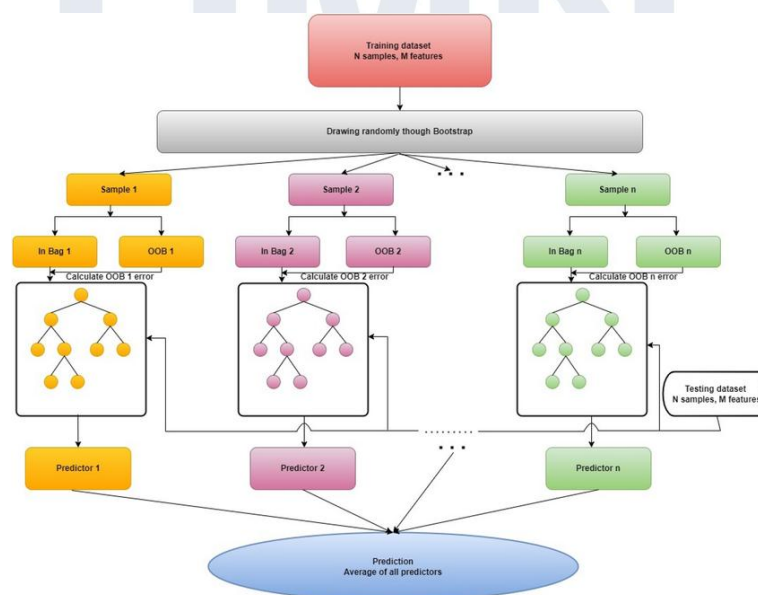 Training dataset
N samples, M features
Drawing randomly though Bootstrap
Sample 1
Sample 2
. . .
Sample n
In Bag 1
OOB 1
In Bag 2
OOB 2
In Bag n
OOB n
Calculate OOB 1 error
Calculate OOB 2 error
Calculate OOB n error
Testing dataset
N samples, M features
.........
. . .
Predictor 1
Predictor 2
Predictor n
Prediction
Average of all predictors